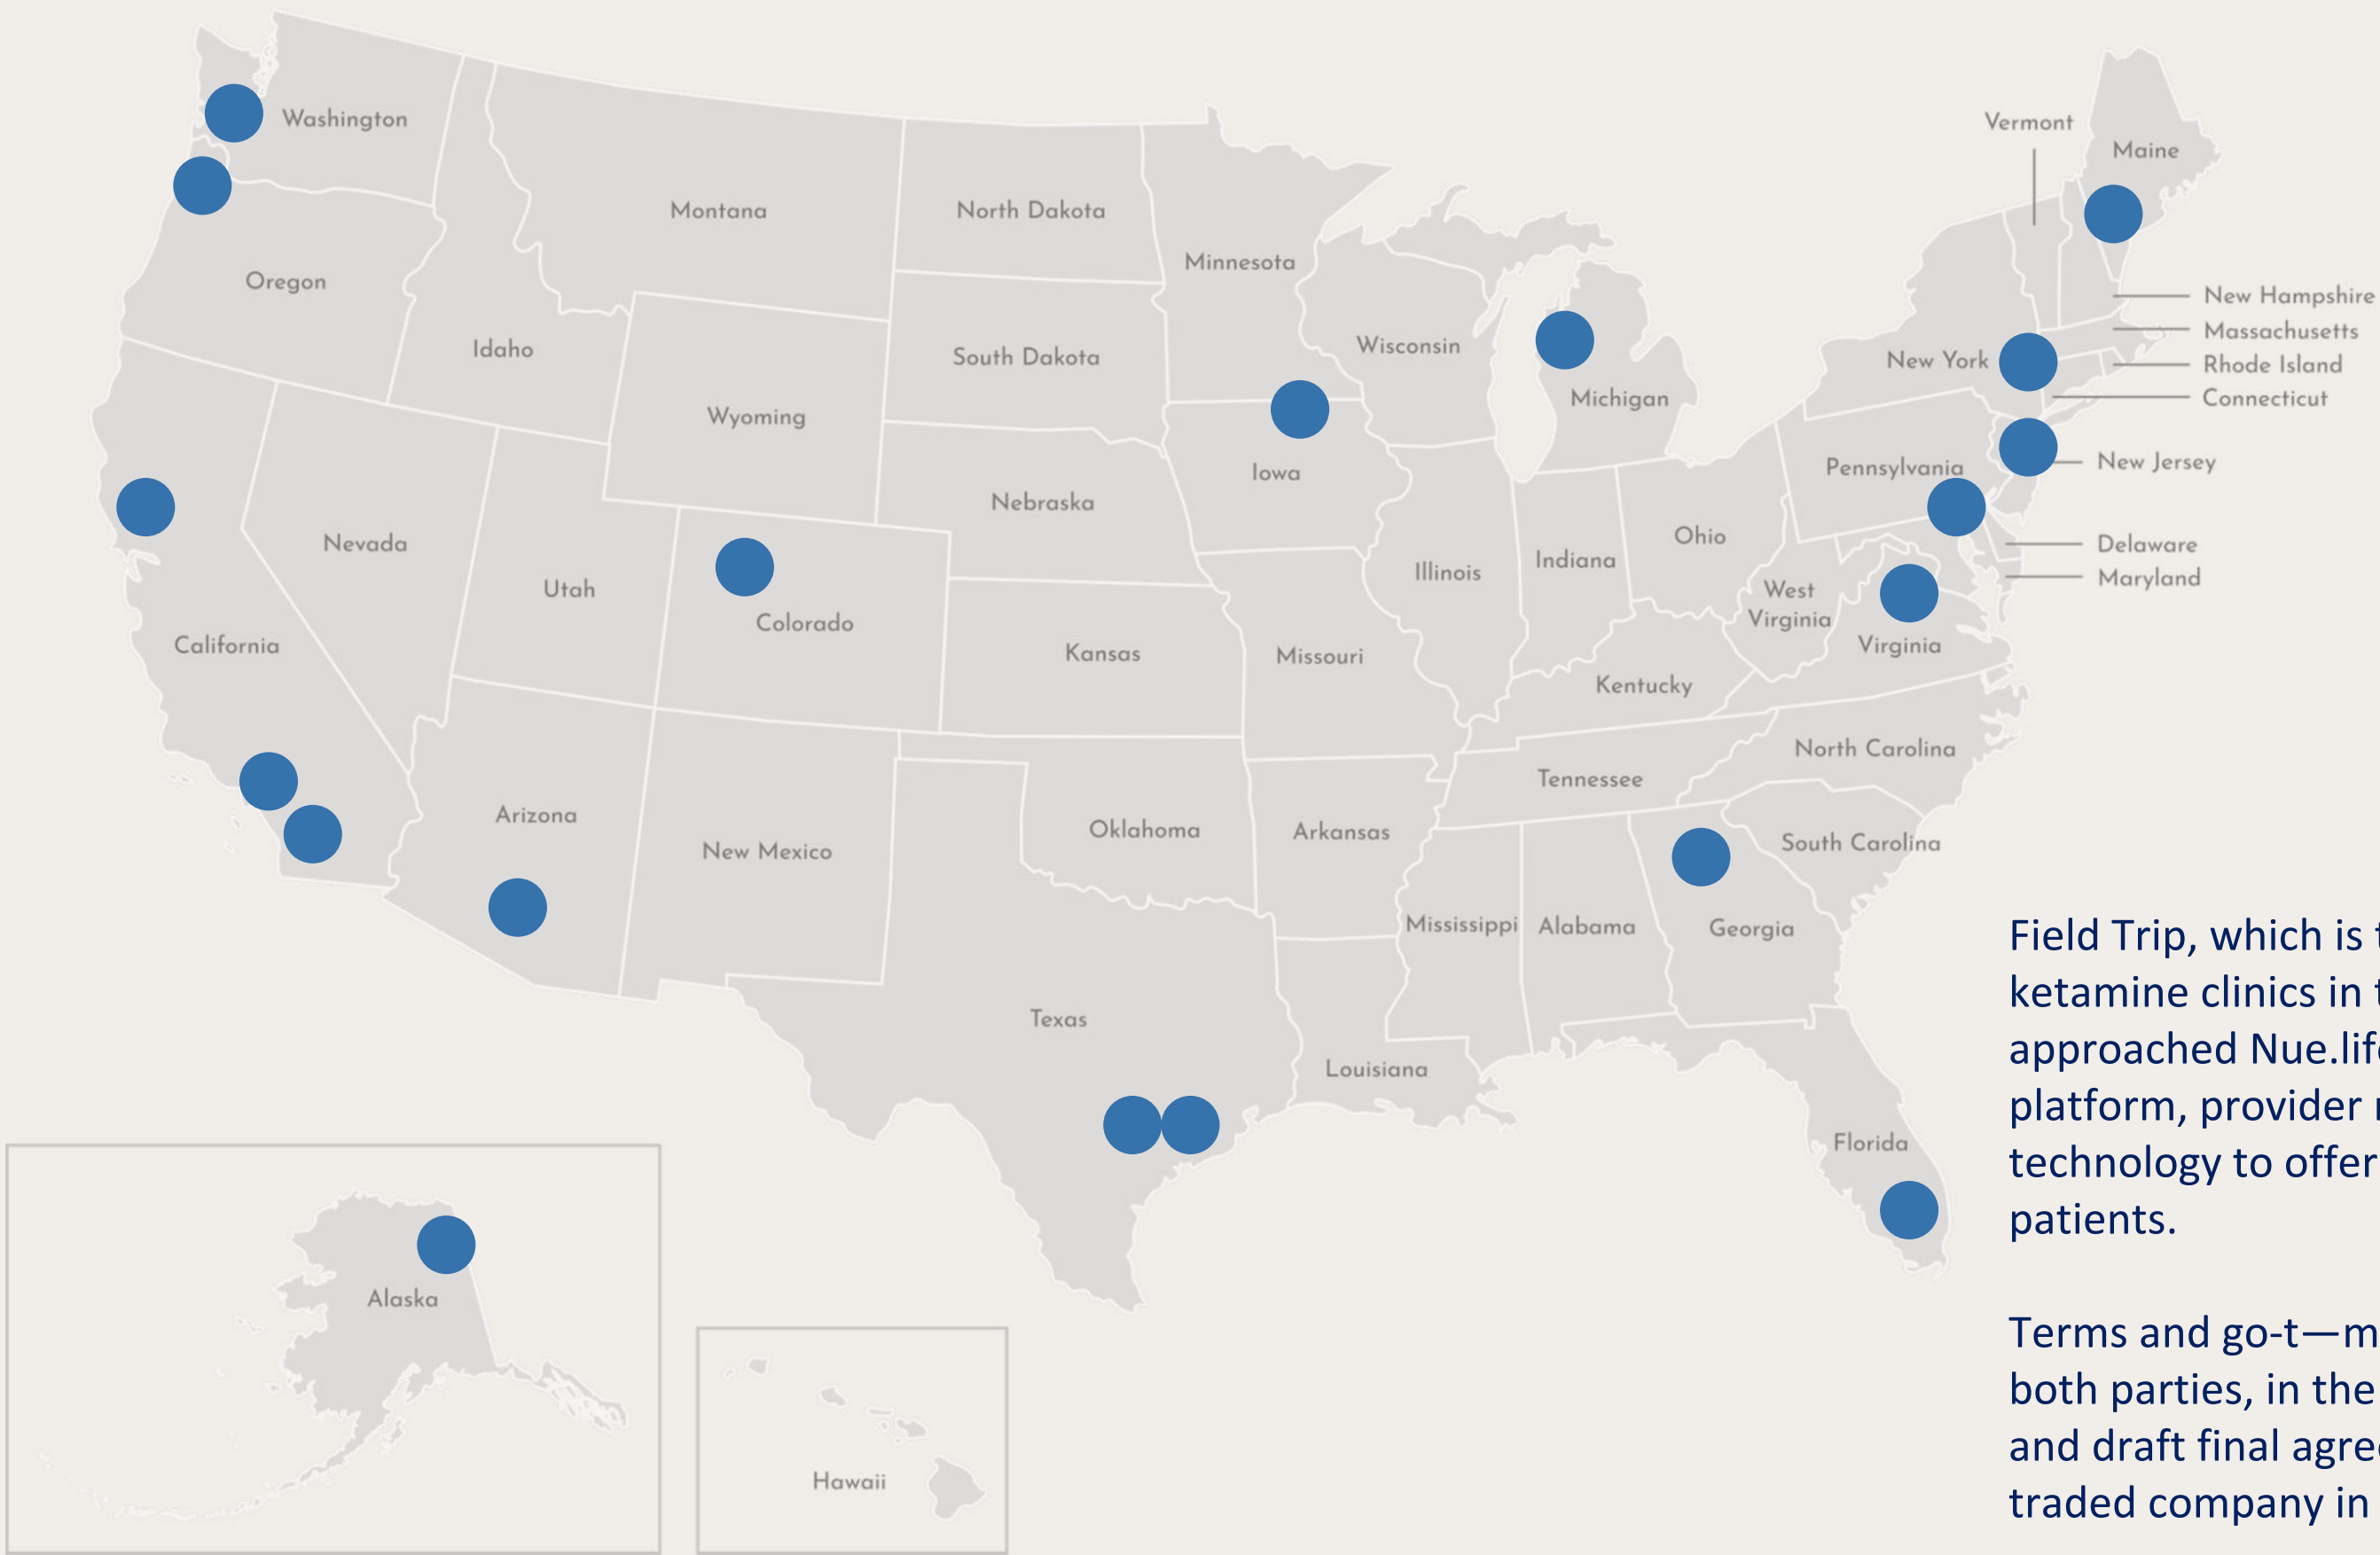 Washington
Vermont
Maine
Montana
North Dakota
Minnesota
Oregon
Idaho
South Dakota
Wisconsin
Michigan
New York
New Hampshire
Massachusetts
Rhode Island
Connecticut
Wyoming
Iowa
Pennsylvania
New Jersey
Nebraska
Nevada
Utah
Colorado
Illinois
Indiana
Ohio
West
Virginia
Delaware
Maryland
California
Kansas
Missouri
Kentucky
Virginia
Arizona
New Mexico
Oklahoma
Arkansas
Tennessee
North Carolina
South Carolina
Mississippi
Alabama
Georgia
Texas
Louisiana
Florida
Alaska
Hawaii
Field Trip, which is
ketamine clinics in
approached Nue.life
platform, provider
technology to offer
patients.
Terms and go-t—m
both parties, in the
and draft final agre
traded company in